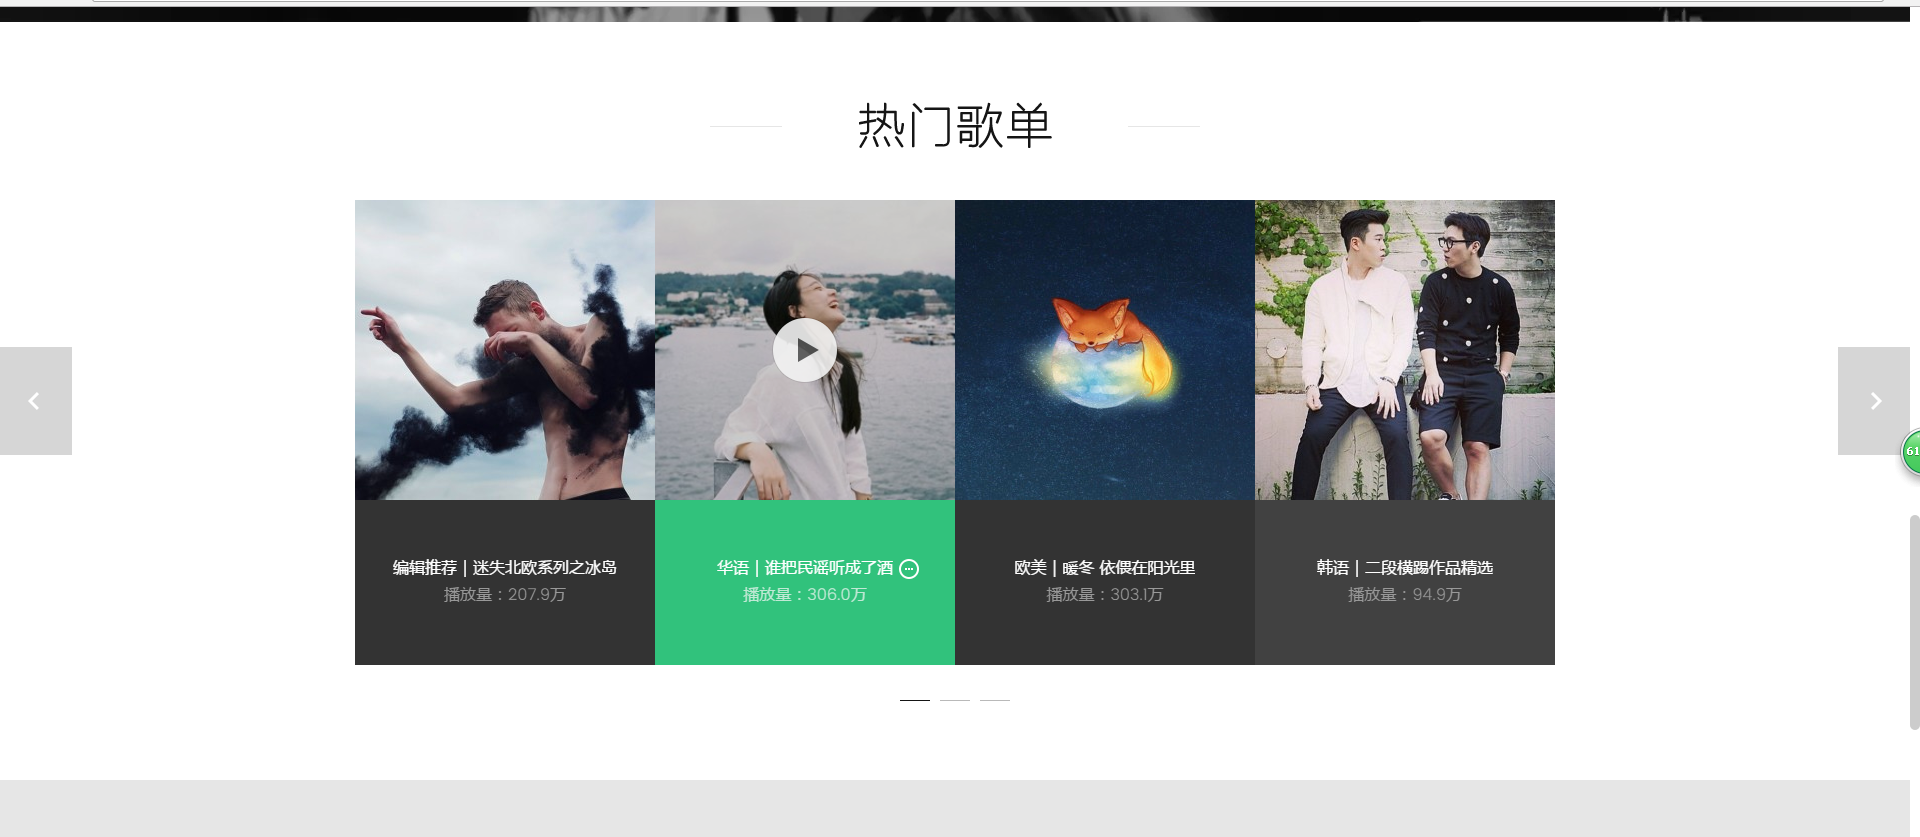 热门歌单
编辑推荐 | 迷失北欧系列之冰岛
播放量：207.9万
华语 | 谁把民谣听成了酒
播放量：306.0万
欧美 | 暖冬 依偎在阳光里
播放量：303.1万
韩语 | 二段横踢作品精选
播放量：94.9万
61